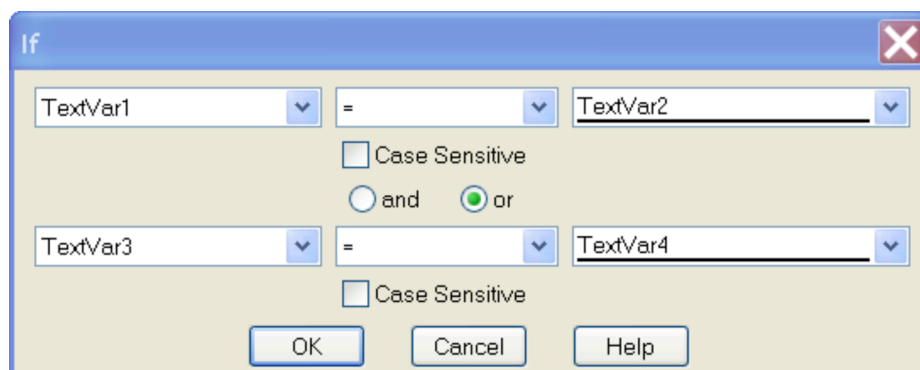 If
TextVar1 = TextVar2
Case Sensitive
and or
TextVar3 = TextVar4
Case Sensitive
OK Cancel Help